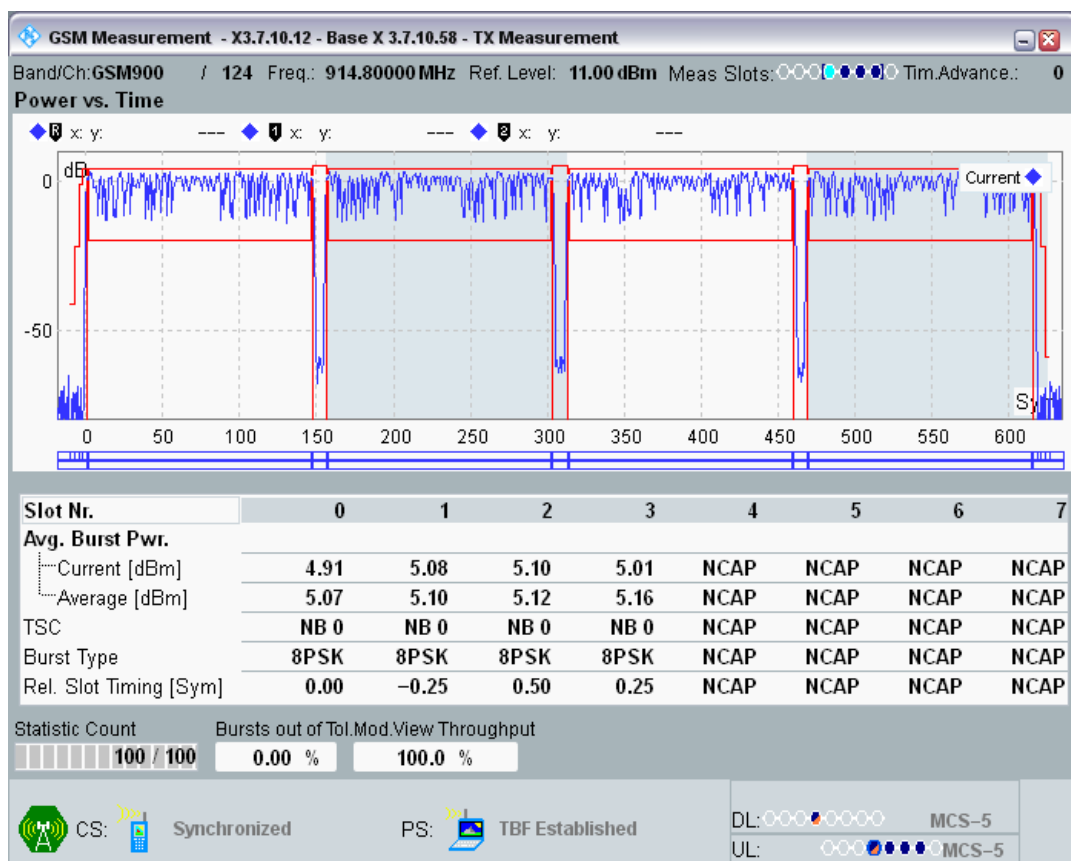 GSM Measurement - X3.7.10.12 - Base X 3.7.10.58 - TX Measurement
Band/Ch:GSM900 / 124 Freq.: 914.80000 MHz Ref. Level: 11.00 dBm Meas Slots: Tim.Advance.: 0
Power vs. Time
R x: y: --- 1 x: y: --- 2 x: y: ---
dB
Current
0
-50
0 50 100 150 200 250 300 350 400 450 500 550 600
Slot Nr. 0 1 2 3 4 5 6 7
Avg. Burst Pwr.
Current [dBm] 4.91 5.08 5.10 5.01 NCAP NCAP NCAP NCAP
Average [dBm] 5.07 5.10 5.12 5.16 NCAP NCAP NCAP NCAP
TSC NB 0 NB 0 NB 0 NB 0 NCAP NCAP NCAP NCAP
Burst Type 8PSK 8PSK 8PSK 8PSK NCAP NCAP NCAP NCAP
Rel. Slot Timing [Sym] 0.00 −0.25 0.50 0.25 NCAP NCAP NCAP NCAP
Statistic Count Bursts out of Tol.Mod.View Throughput
100 / 100 0.00 % 100.0 %
CS: Synchronized PS: TBF Established
DL: MCS−5
UL: MCS−5